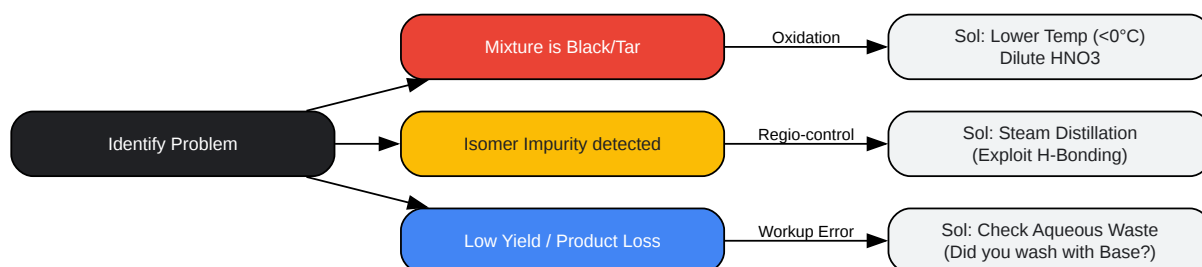 Mixture is Black/Tar
Oxidation
Sol: Lower Temp (<0°C)
Dilute HNO3
Identify Problem
Isomer Impurity detected
Regio-control
Sol: Steam Distillation
(Exploit H-Bonding)
Low Yield / Product Loss
Workup Error
Sol: Check Aqueous Waste
(Did you wash with Base?)